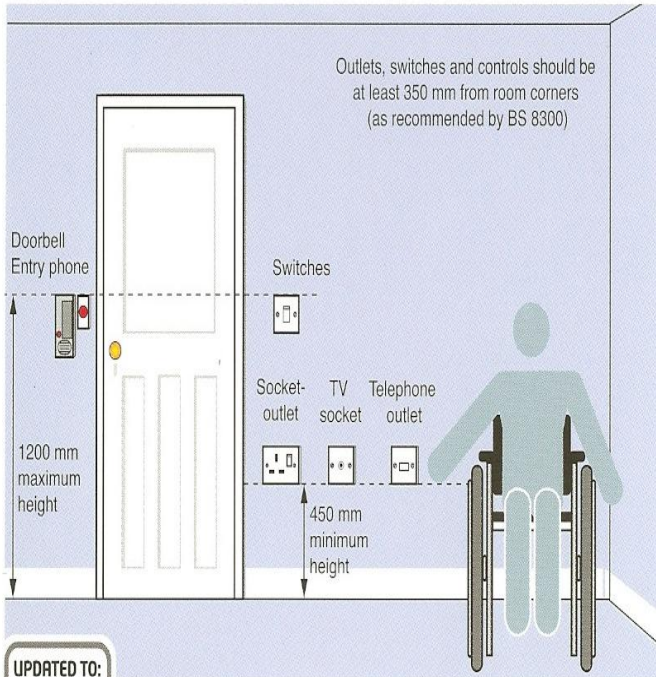 Outlets, switches and controls should be
at least 350 mm from room corners
(as recommended by BS 8300)
Doorbell
Entry phone
Switches
Socket-
outlet
TV
socket
Telephone
outlet
1200 mm
maximum
height
450 mm
minimum
height
UPDATED TO: